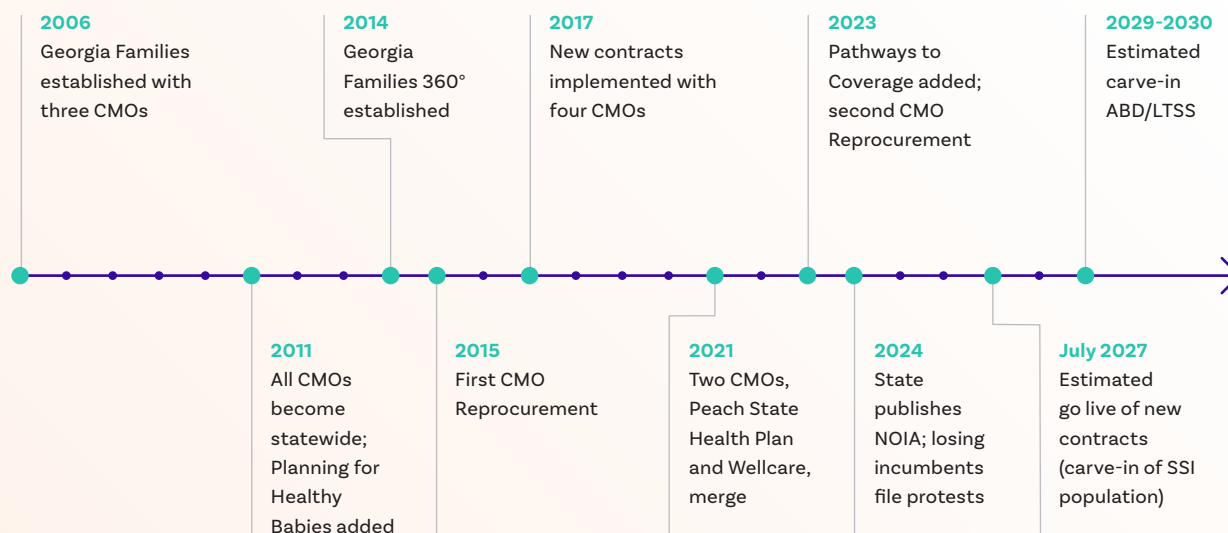 2006
Georgia Families
established with
three CMOs
2014
Georgia
Families 360°
established
2017
New contracts
implemented with
four CMOs
2023
Pathways to
Coverage added;
second CMO
Reprocurement
2029-2030
Estimated
carve-in
ABD/LTSS
2011
All CMOs
become
statewide;
Planning for
Healthy
Babies added
2015
First CMO
Reprocurement
2021
Two CMOs,
Peach State
Health Plan
and Wellcare,
merge
2024
State
publishes
NOIA; losing
incumbents
file protests
July 2027
Estimated
go live of new
contracts
(carve-in of SSI
population)